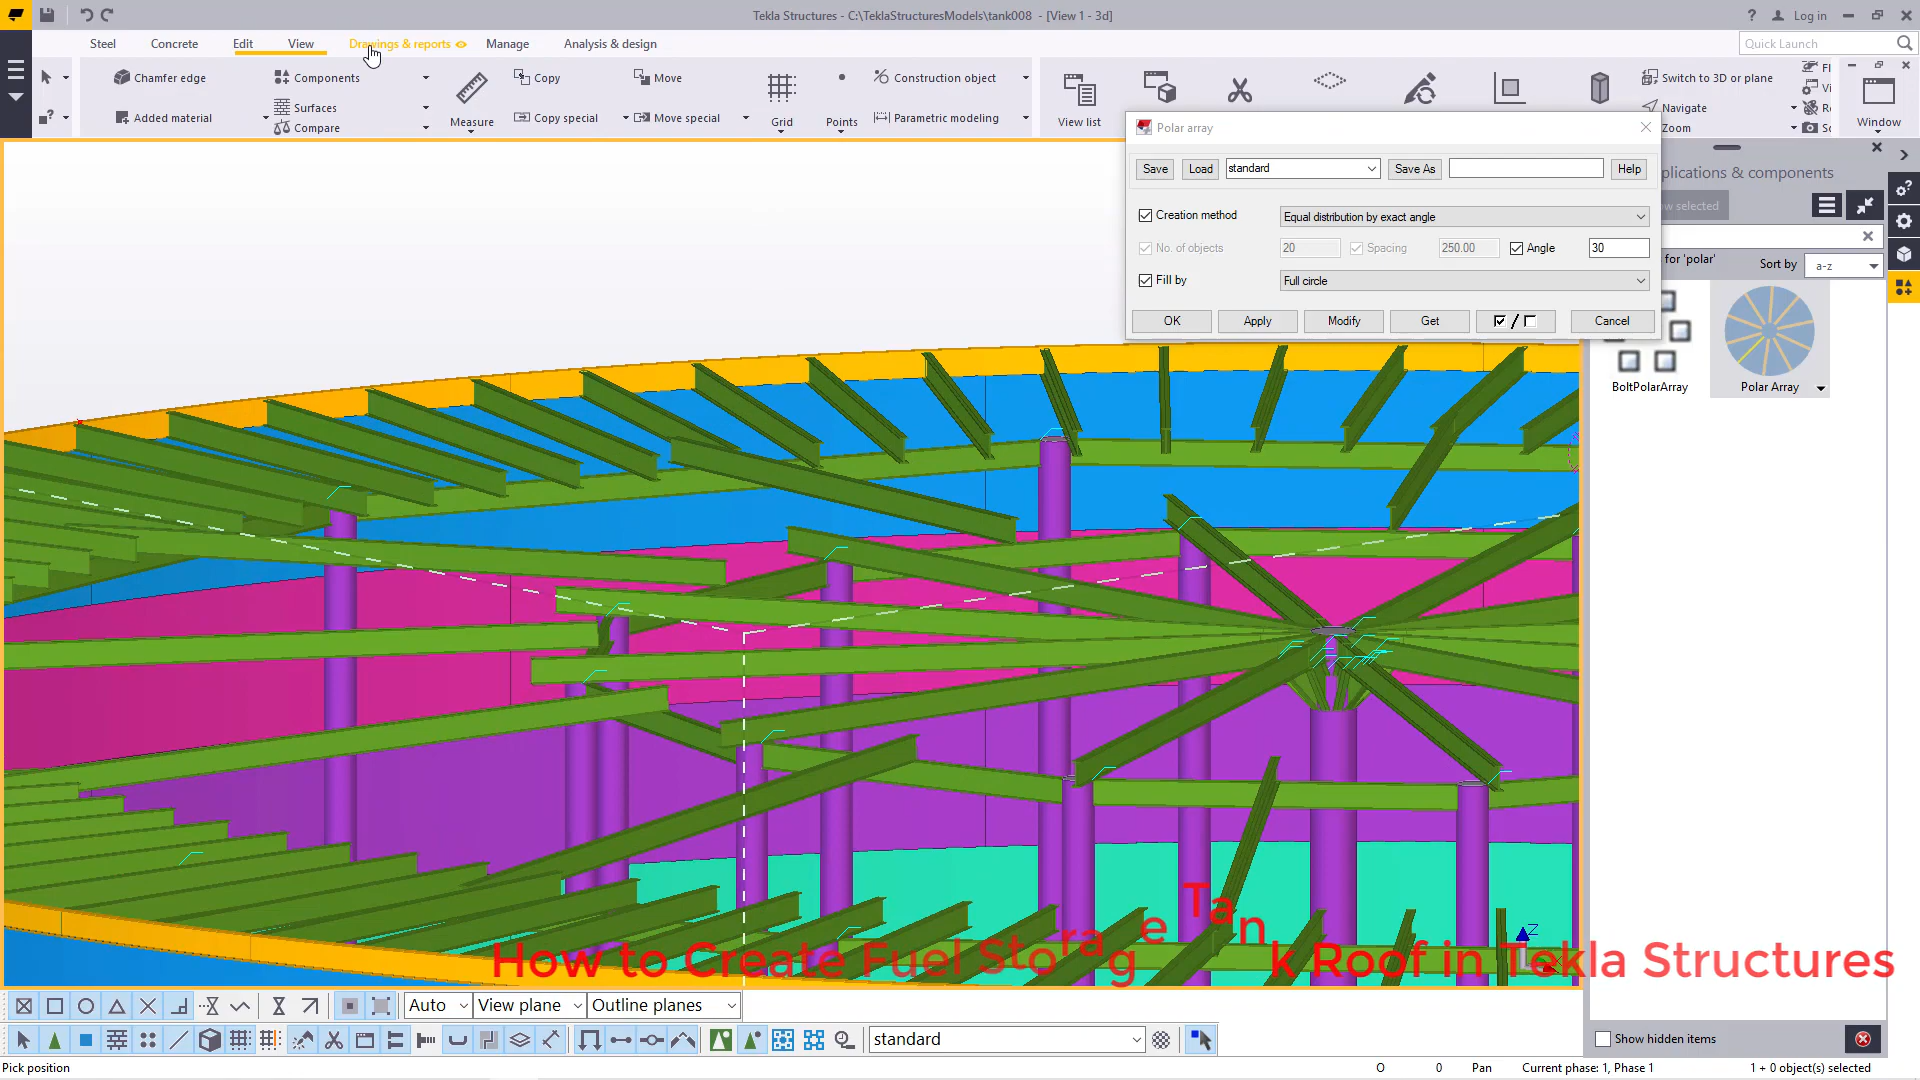 Tekla Structures - C:\TeklaStructuresModels\tank008 - [View 1 - 3d]
Log in
Steel
Concrete
Edit
View
Drawings & reports
Manage
Analysis & design
Quick Launch
Chamfer edge
Added material
Components
Surfaces
Compare
Measure
Copy
Copy special
Move
Move special
Grid
Points
Construction object
Parametric modeling
View list
Switch to 3D or plane
Navigate
Zoom
Window
Polar array
Save
Load
standard
Save As
Help
Creation method
Equal distribution by exact angle
No. of objects
20
Spacing
250.00
Angle
30
Fill by
Full circle
OK
Apply
Modify
Get
/
Cancel
plications & components
w selected
for 'polar'
Sort by
a-z
BoltPolarArray
Polar Array
Z
How to Create Fuel Storage Tank Roof in Tekla Structures
Auto
View plane
Outline planes
standard
Show hidden items
Pick position
O
0
Pan
Current phase: 1, Phase 1
1 + 0 object(s) selected